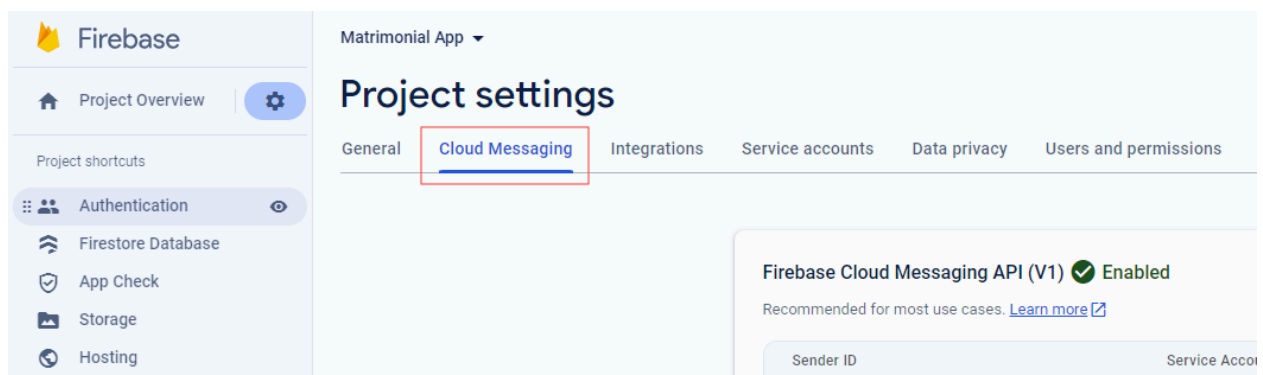 Firebase
Project Overview
Project shortcuts
Authentication
Firestore Database
App Check
Storage
Hosting
Matrimonial App
Project settings
General Cloud Messaging Integrations Service accounts Data privacy Users and permissions
Firebase Cloud Messaging API (V1) Enabled
Recommended for most use cases. Learn more
Sender ID Service